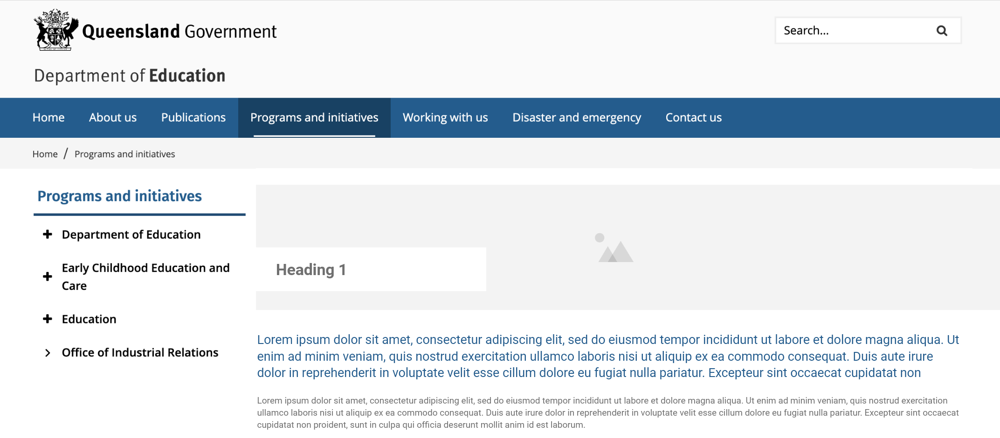 Queensland Government
Search...
Department of Education
Home About us Publications Programs and initiatives Working with us Disaster and emergency Contact us
Home / Programs and initiatives
Programs and initiatives
Department of Education
Early Childhood Education and
Care
Education
Office of Industrial Relations
Heading 1
Lorem ipsum dolor sit amet, consectetur adipiscing elit, sed do eiusmod tempor incididunt ut labore et dolore magna aliqua. Ut
enim ad minim veniam, quis nostrud exercitation ullamco laboris nisi ut aliquip ex ea commodo consequat. Duis aute irure
dolor in reprehenderit in voluptate velit esse cillum dolore eu fugiat nulla pariatur. Excepteur sint occaecat cupidatat non
Lorem ipsum dolor sit amet, consectetur adipiscing elit, sed do eiusmod tempor incididunt ut labore et dolore magna aliqua. Ut enim ad minim veniam, quis nostrud exercitation
ullamco laboris nisi ut aliquip ex ea commodo consequat. Duis aute irure dolor in reprehenderit in voluptate velit esse cillum dolore eu fugiat nulla pariatur. Excepteur sint occaecat
cupidatat non proident, sunt in culpa qui officia deserunt mollit anim id est laborum.